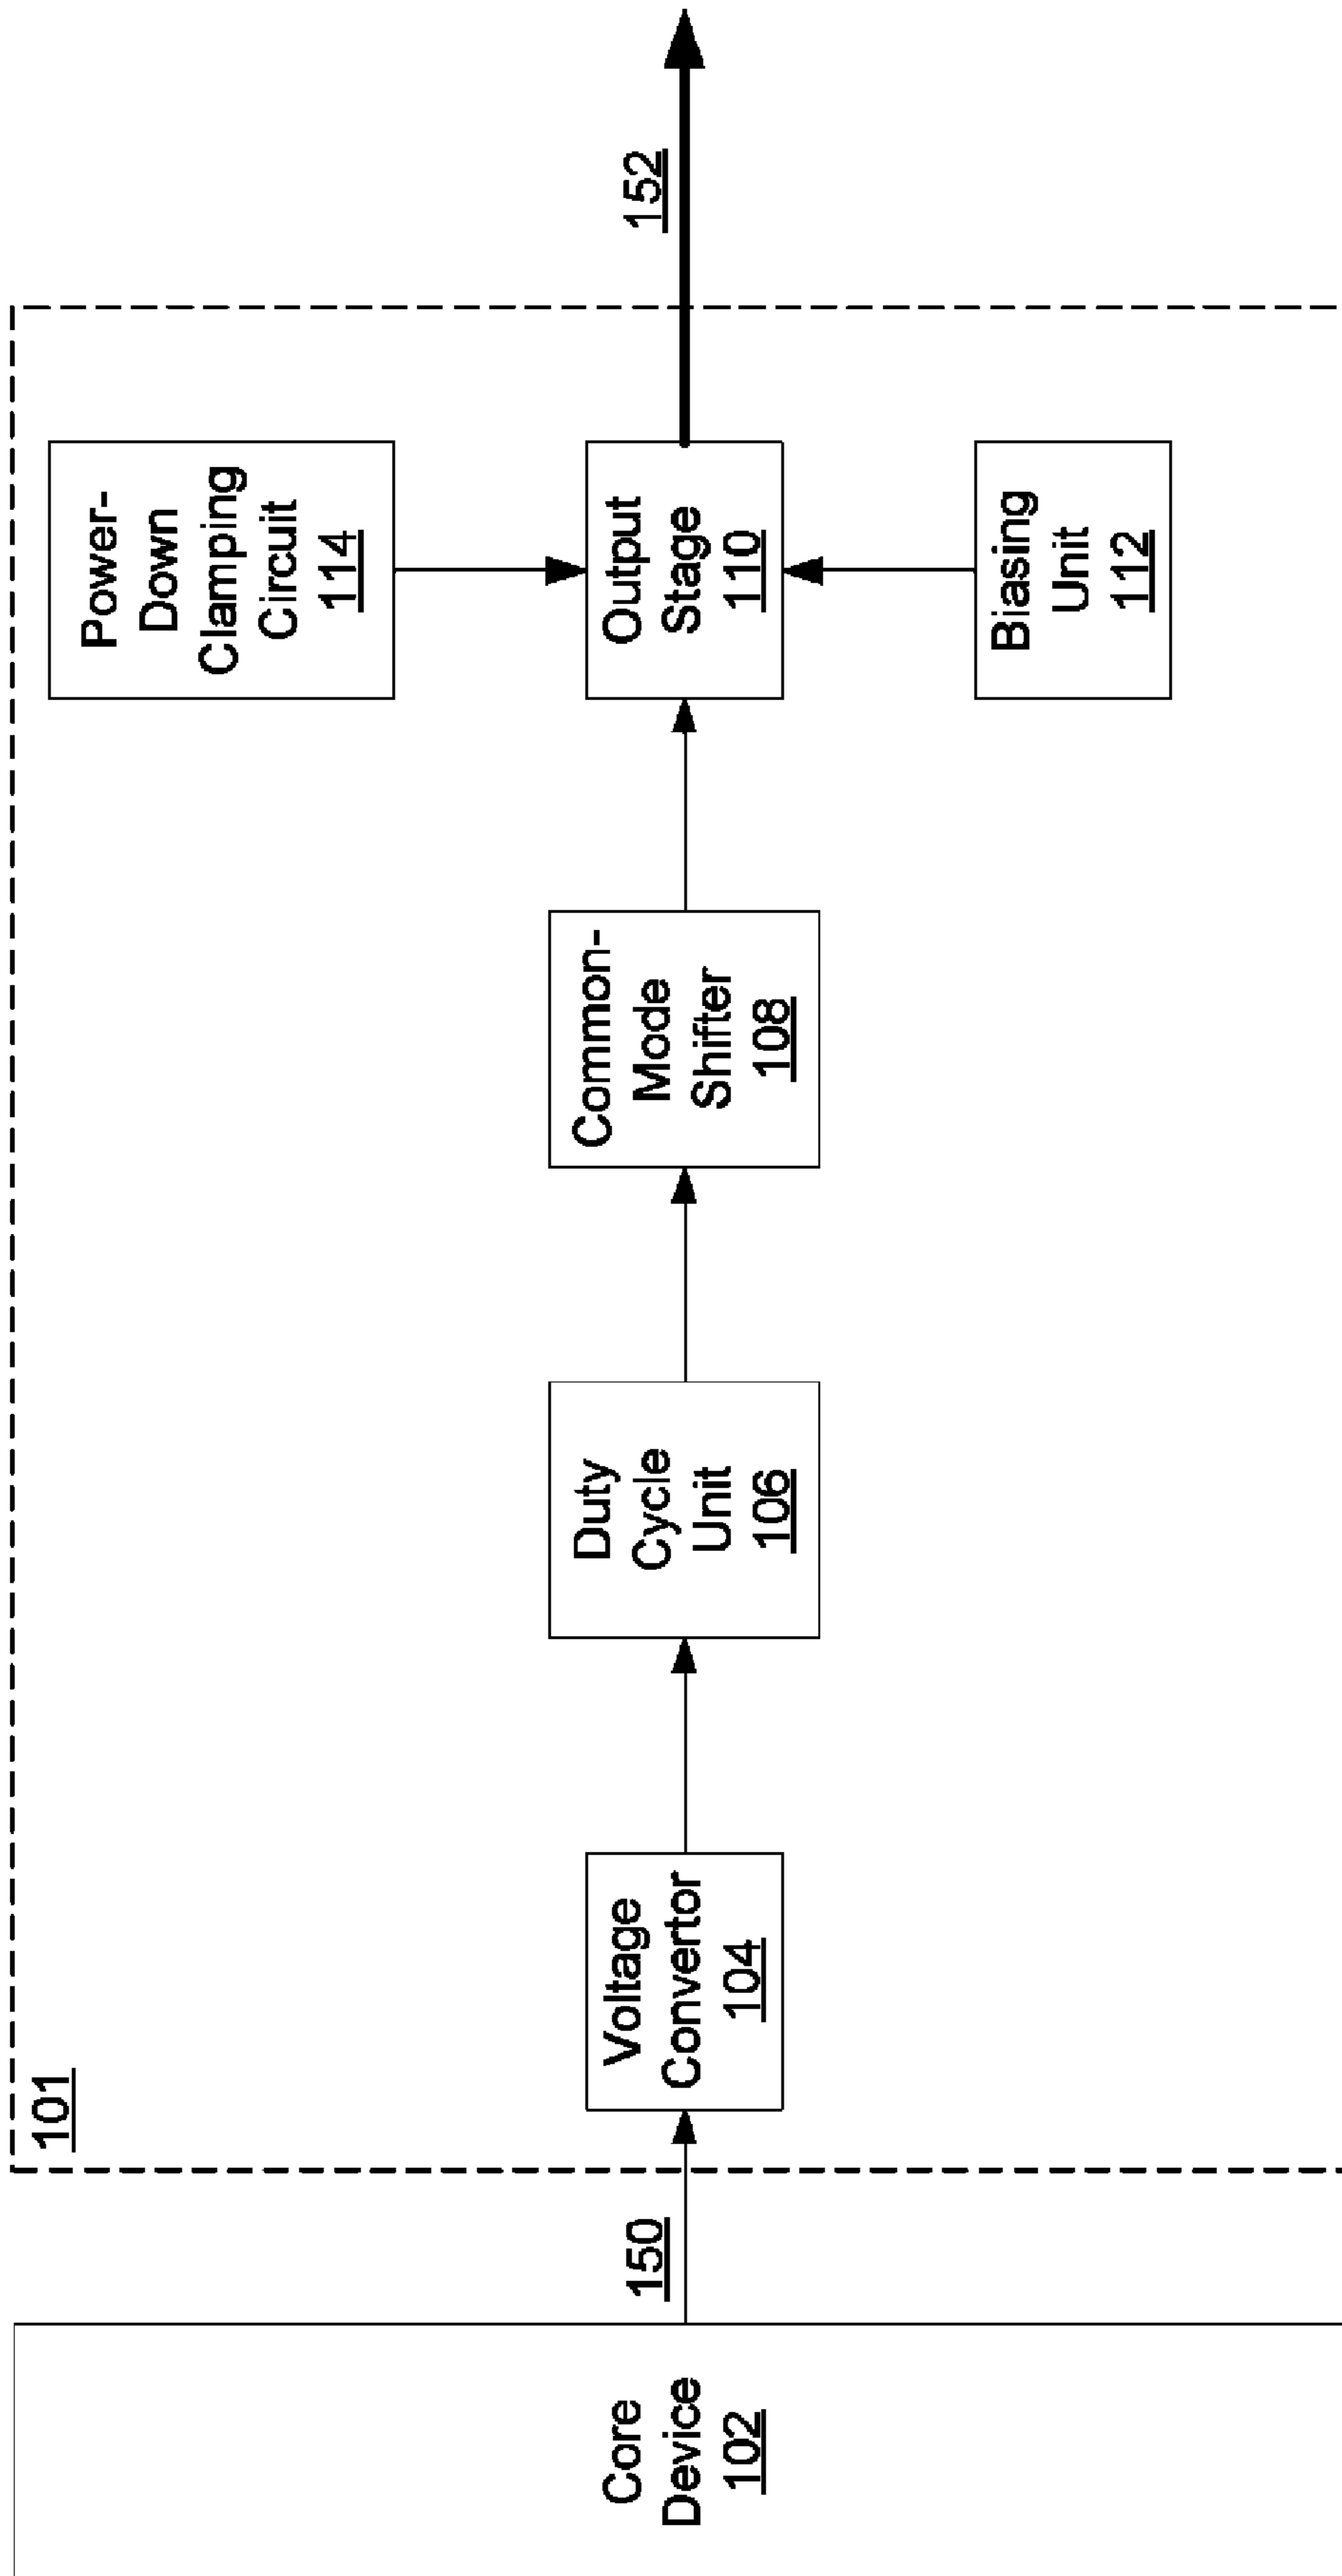 101
Core
Device
102
150
Voltage
Convertor
104
Duty
Cycle
Unit
106
Common-
Mode
Shifter
108
Power-
Down
Clamping
Circuit
114
Output
Stage
110
Biasing
Unit
112
152